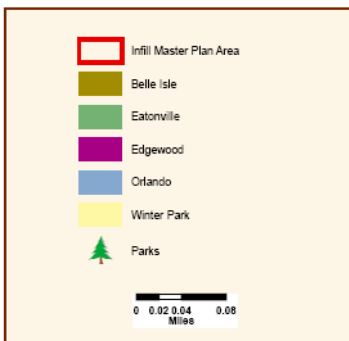 Infill Master Plan Area
Belle Isle
Eatonville
Edgewood
Orlando
Winter Park
Parks
0 0.02 0.04 0.08
Miles